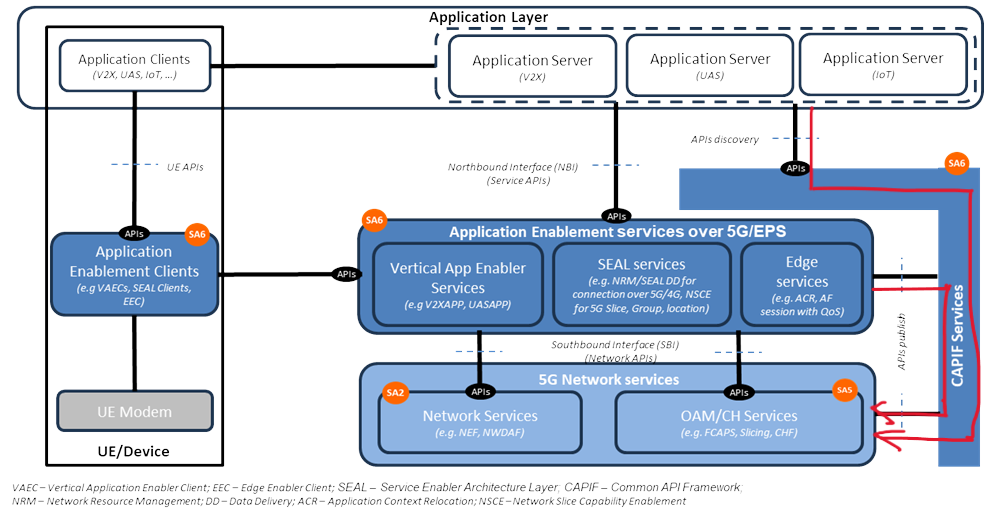 Application Layer
Application Clients
(V2X, UAS, IoT, ...)
Application Server
(V2X)
Application Server
(UAS)
Application Server
(IoT)
UE APIs
Northbound Interface (NBI)
(Service APIs)
APIs discovery
APIs
SA6
APIs
SA6
Application
Enablement Clients
(e.g VAECs, SEAL Clients,
EEC)
APIs
SA6
APIs
Application Enablement services over 5G/EPS
Vertical App Enabler
Services
(e.g V2XAPP, UASAPP)
SEAL services
(e.g. NRM/SEAL DD for
connection over 5G/4G, NSCE
for 5G Slice, Group, location)
Edge
services
(e.g. ACR, AF
session with QoS)
APIs publish
CAPIF Services
Southbound Interface (SBI)
(Network APIs)
5G Network services
SA2
APIs
Network Services
(e.g. NEF, NWDAF)
APIs
SA5
OAM/CH Services
(e.g. FCAPS, Slicing, CHF)
UE Modem
UE/Device
VAEC – Vertical Application Enabler Client; EEC – Edge Enabler Client; SEAL – Service Enabler Architecture Layer; CAPIF – Common API Framework;
NRM – Network Resource Management; DD – Data Delivery; ACR – Application Context Relocation; NSCE – Network Slice Capability Enablement